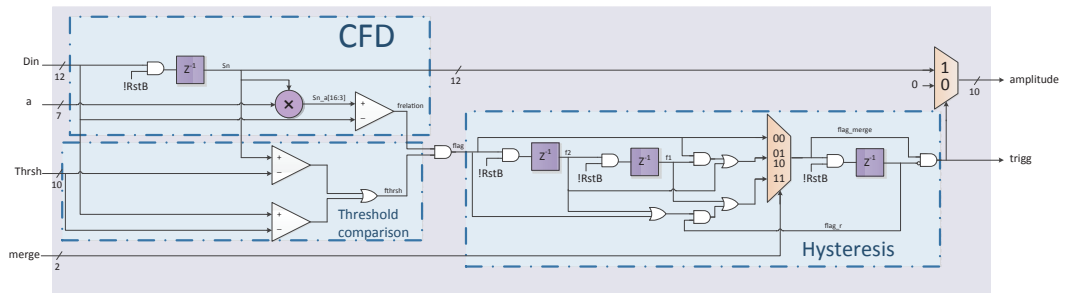 CFD
Din
12
!RstB
Z-1
Sn
12
1
0
0
10
amplitude
a
7
×
Sn_a[16:3]
+
−
frelation
flag
!RstB
Z-1
f2
!RstB
Z-1
f1
00
01
10
11
flag_merge
!RstB
Z-1
trigg
Thrsh
10
+
−
fthrsh
+
−
Threshold
comparison
flag_r
merge
2
Hysteresis